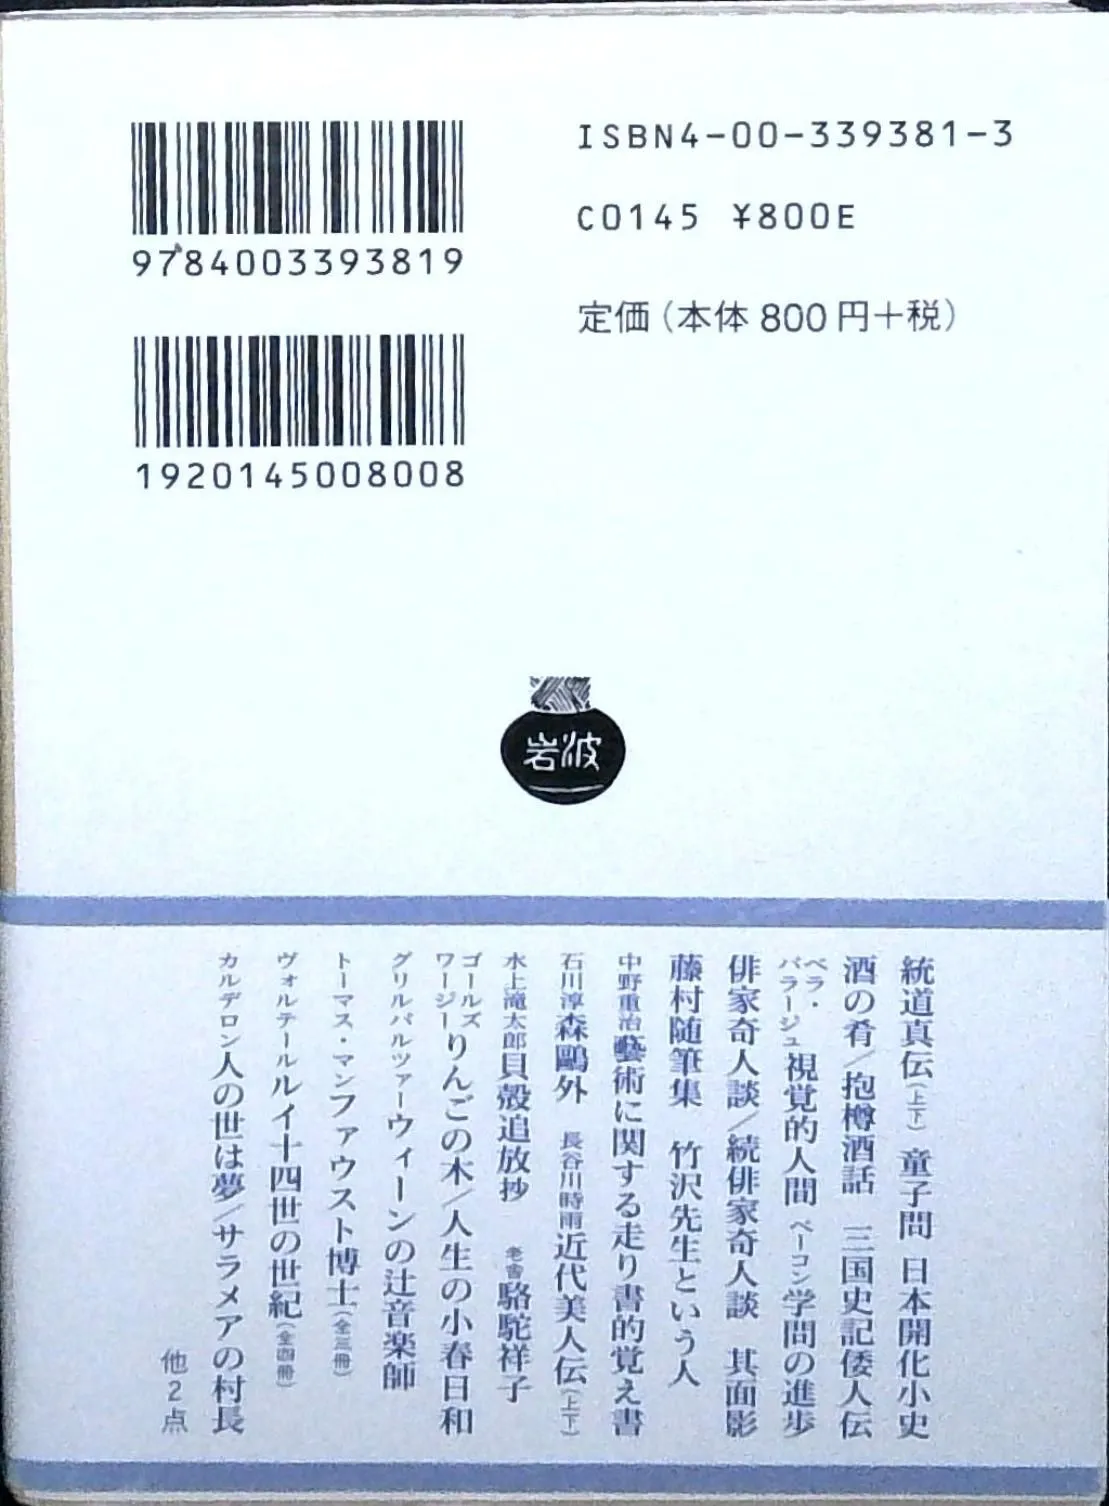 ISBN4-00-339381-3
C0145 ¥800E
定価(本体800円+税)
9784003393819
1920145008008
岩波
統道真伝(上下) 童子問 日本開化小史
酒の肴/抱樽酒話 三国史記倭人伝
ベラ・バラージュ 視覚的人間 ベーコン 学問の進歩
俳家奇人談/続俳家奇人談 其面影
藤村随筆集 竹沢先生という人
中野重治 藝術に関する走り書的覚え書
石川淳 森鷗外 長谷川時雨 近代美人伝(上下)
水上滝太郎 貝殻追放抄 老舎 駱駝祥子
ゴールズワージー りんごの木/人生の小春日和
グリルパルツァー ウィーンの辻音楽師
トーマス・マン ファウスト博士(全三冊)
ヴォルテール ルイ十四世の世紀(全四冊)
カルデロン 人の世は夢/サラメアの村長
他2点